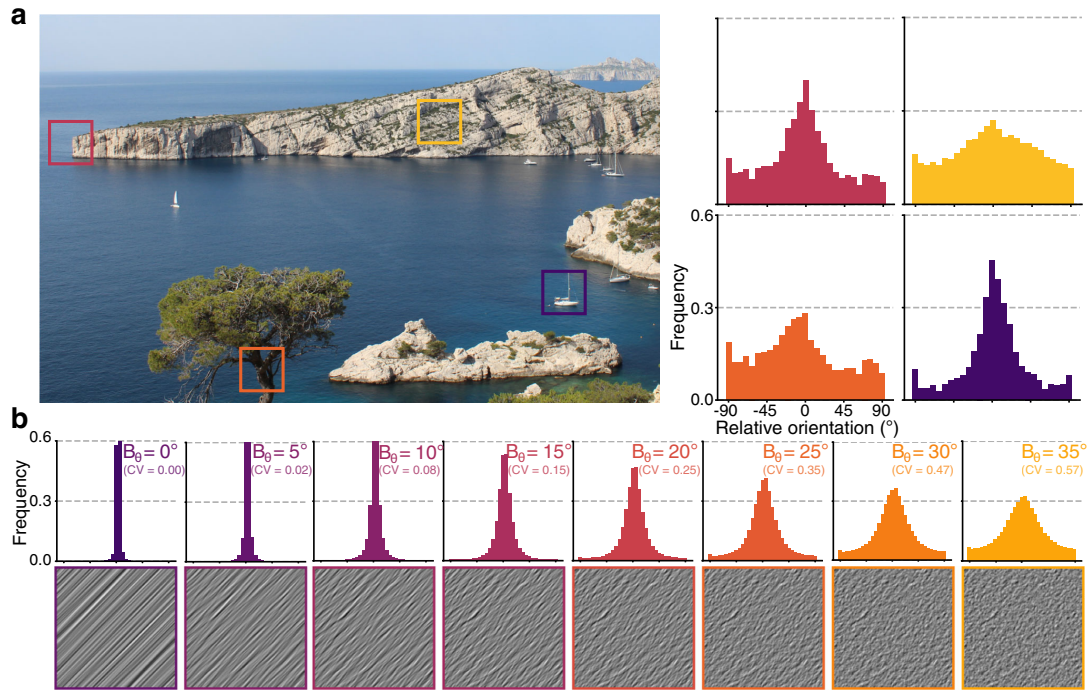 a
0.6
Frequency
0.3
0.0
-90 -45 0 45 90
Relative orientation (°)
b
Frequency
0.6
0.3
0.0
Bθ = 0°
(CV = 0.00)
Bθ = 5°
(CV = 0.02)
Bθ = 10°
(CV = 0.08)
Bθ = 15°
(CV = 0.15)
Bθ = 20°
(CV = 0.25)
Bθ = 25°
(CV = 0.35)
Bθ = 30°
(CV = 0.47)
Bθ = 35°
(CV = 0.57)